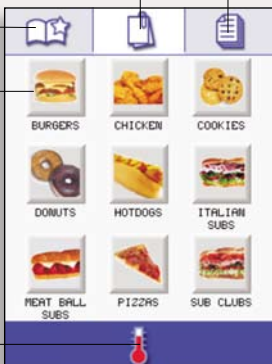 BURGERS CHICKEN COOKIES
DONUTS HOTDOGS ITALIAN
SUBS
MEAT BALL PIZZAS SUB CLUBS
SUBS